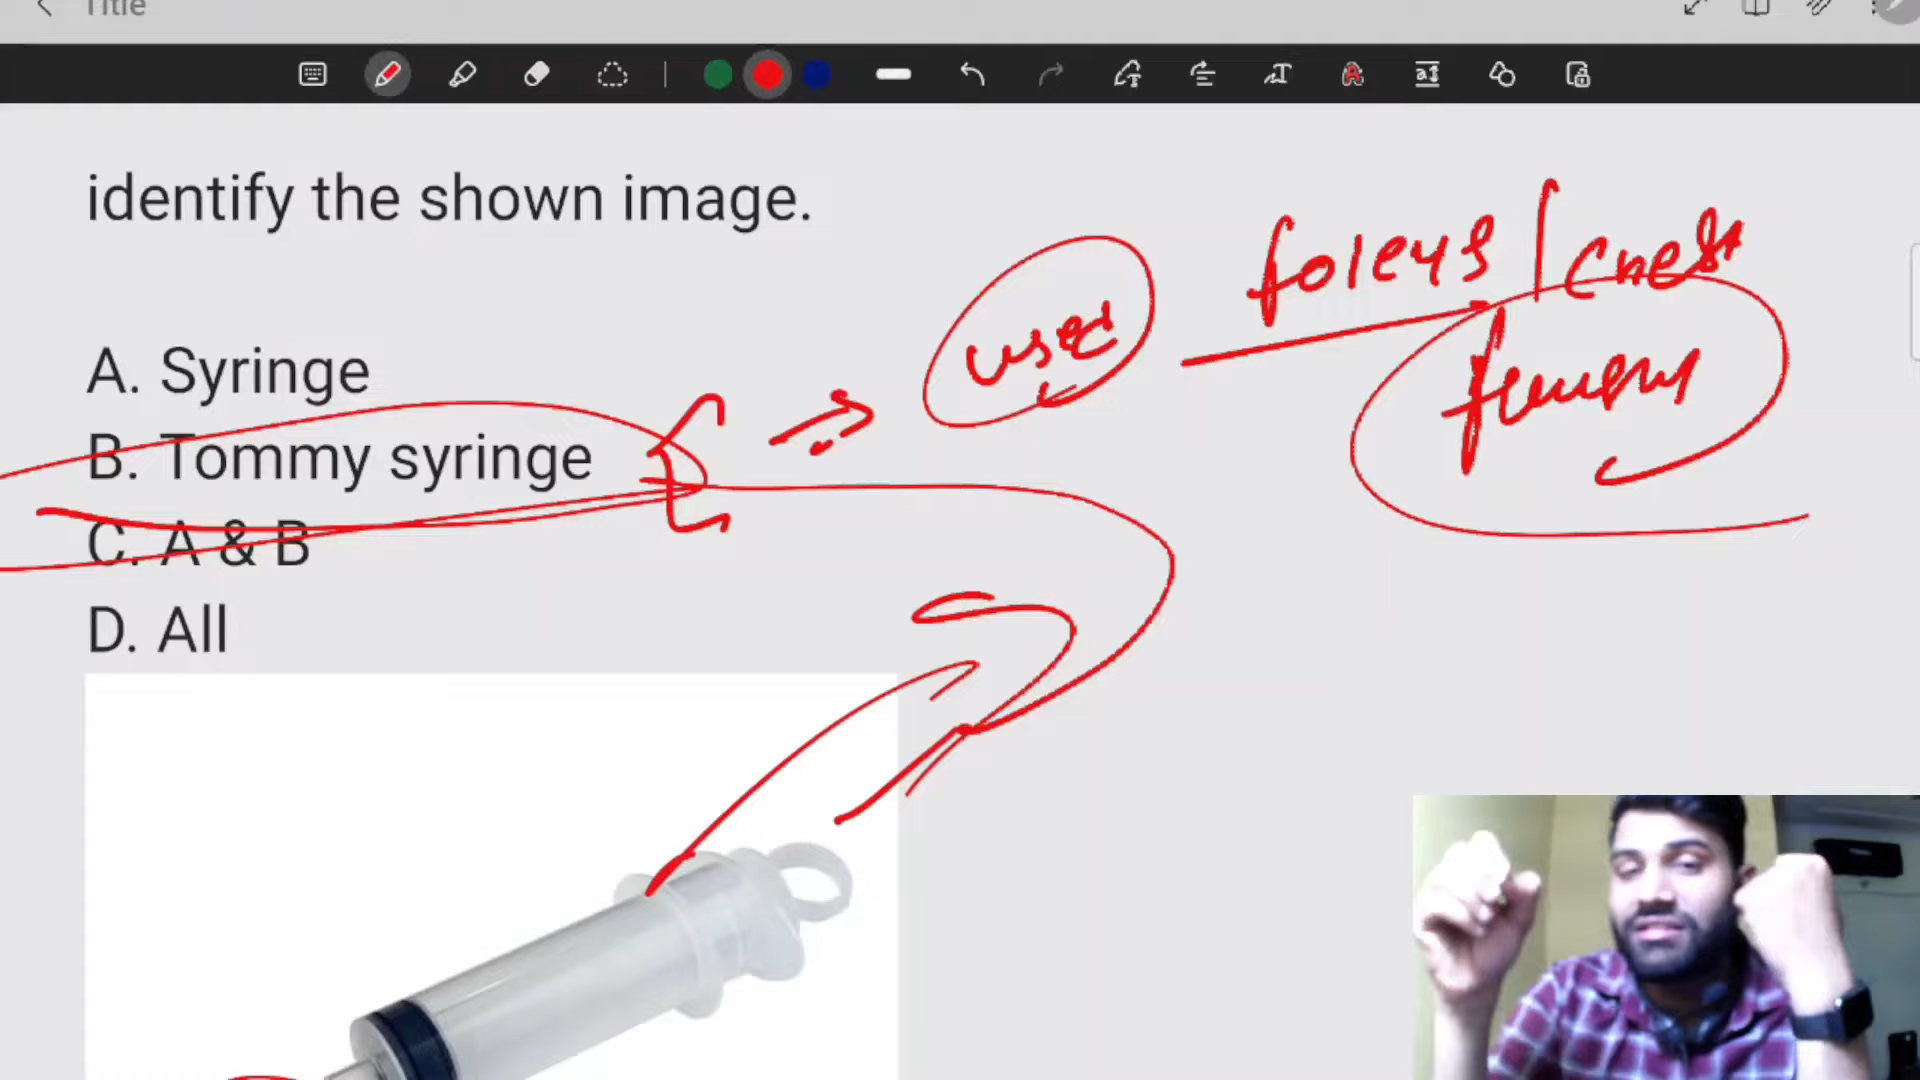 Title
identify the shown image.
foleys / chest
used
A. Syringe
B. Tommy syringe
C. A & B
D. All